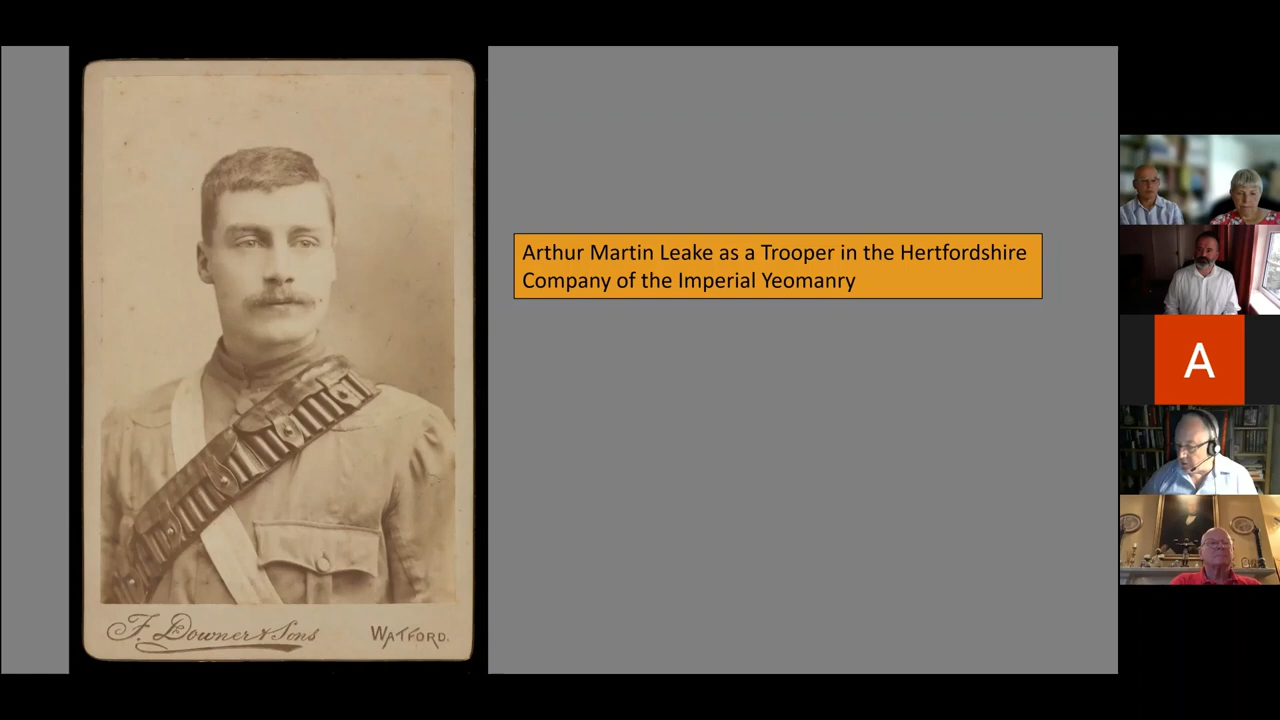 Arthur Martin Leake as a Trooper in the Hertfordshire
Company of the Imperial Yeomanry
F. Downer & Sons
WATFORD.
A